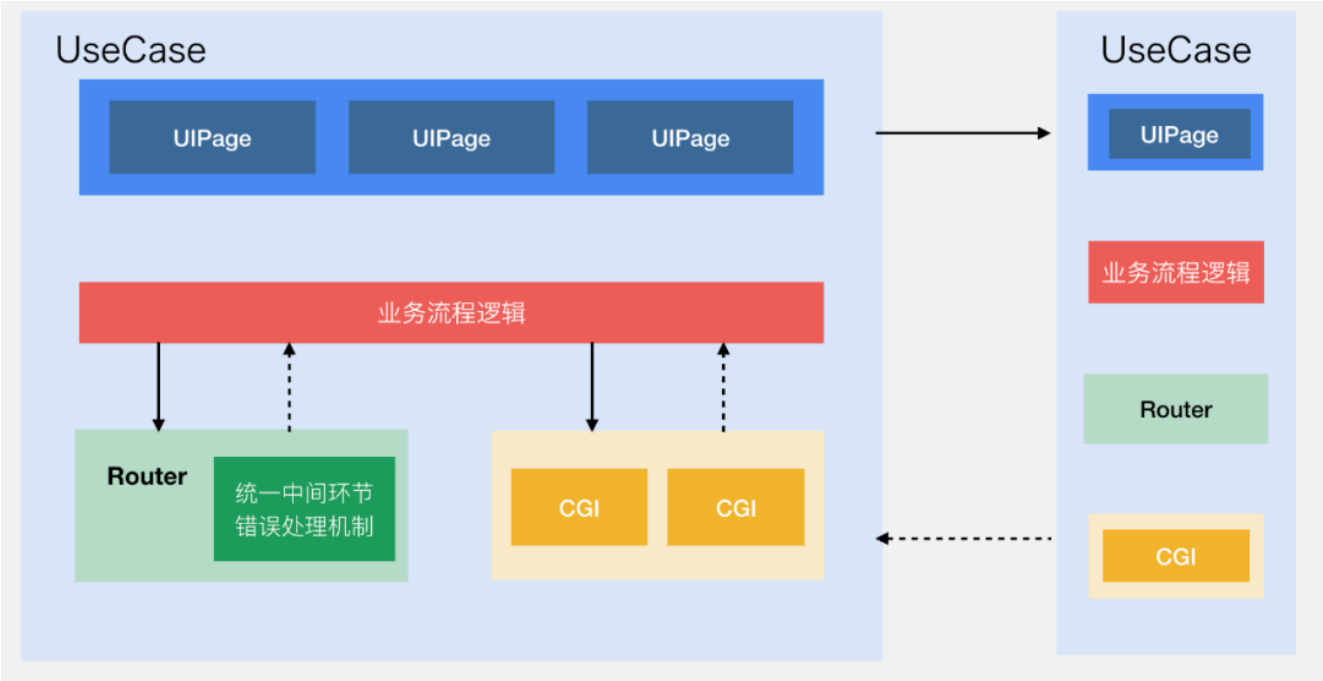 UseCase
UIPage
UIPage
UIPage
业务流程逻辑
Router
统一中间环节
错误处理机制
CGI
CGI
UseCase
UIPage
业务流程逻辑
Router
CGI